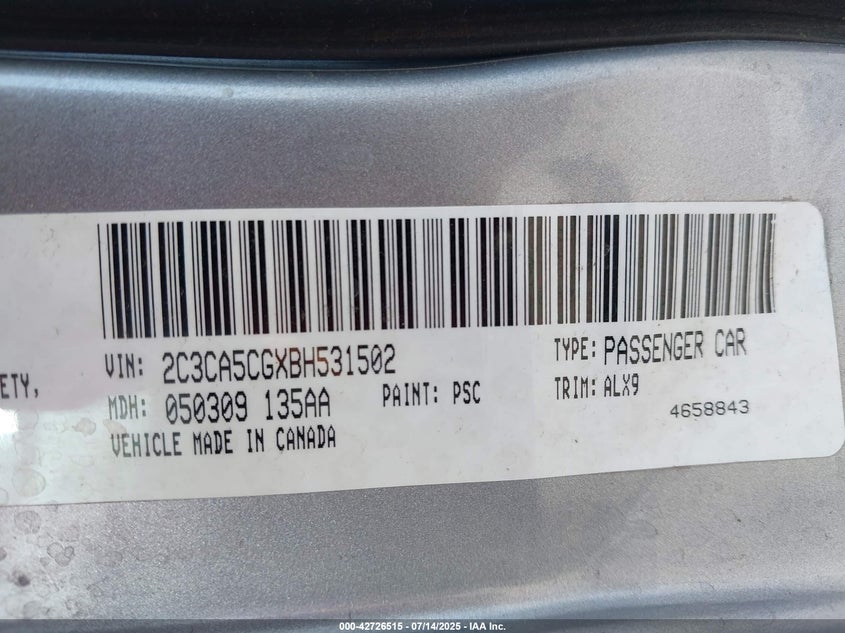 VIN: 2C3CA5CGXBH531502 TYPE: PASSENGER CAR
ETY, MDH: 050309 135AA PAINT: PSC TRIM: ALX9
4658843
VEHICLE MADE IN CANADA
000-42726515 - 07/14/2025 - IAA Inc.